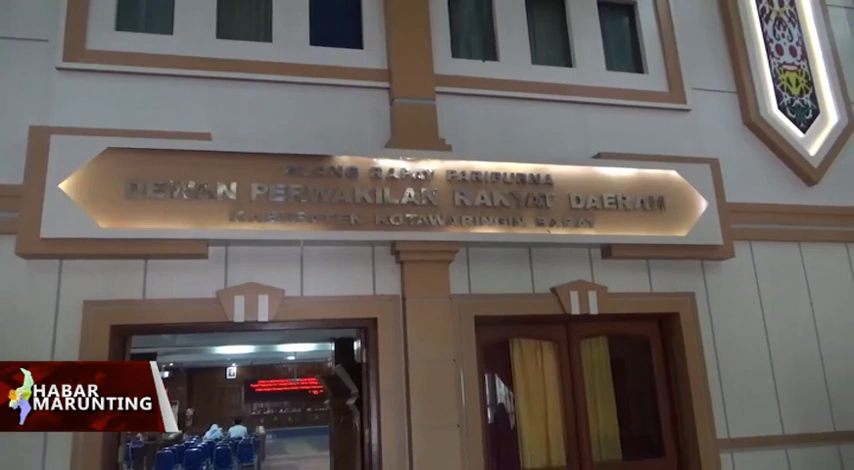 RUANG RAPAT PARIPURNA
DEWAN PERWAKILAN RAKYAT DAERAH
KABUPATEN KOTAWARINGIN BARAT
HABAR
MARUNTING